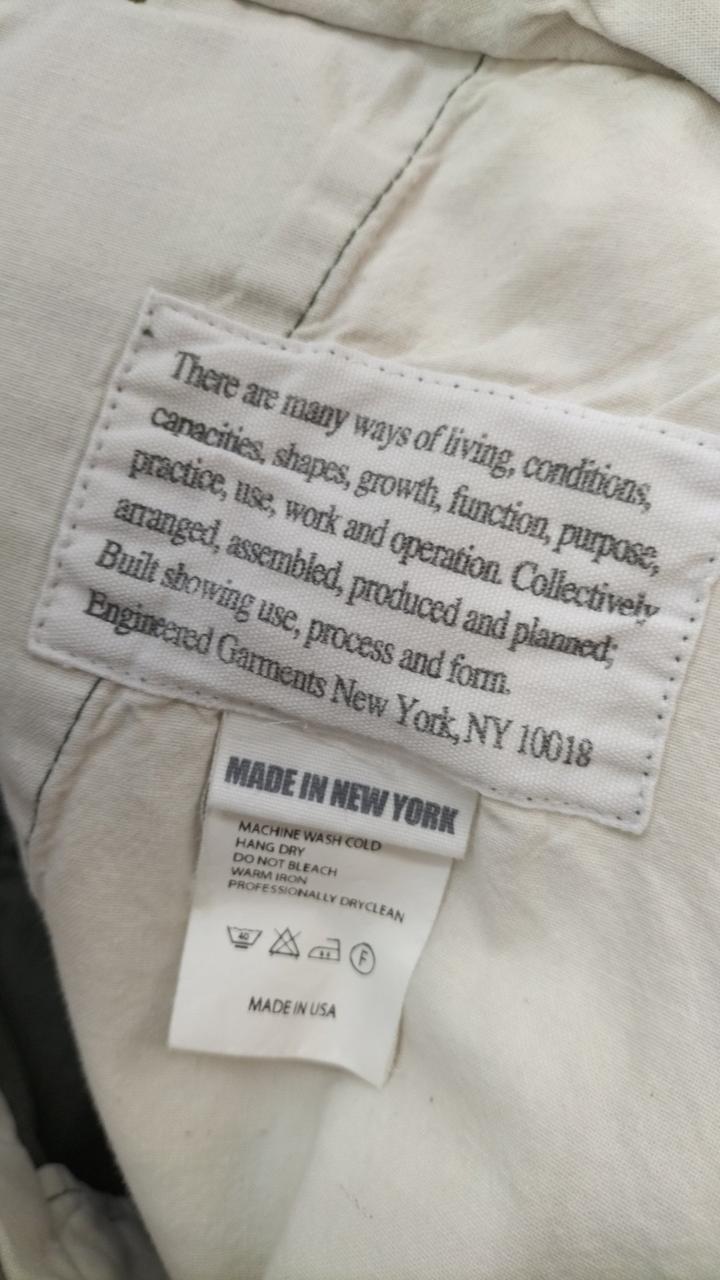 There are many ways of living, conditions,
capacities, shapes, growth, function, purpose,
practice, use, work and operation. Collectively
arranged, assembled, produced and planned;
Built showing use, process and form.
Engineered Garments New York, NY 10018
MADE IN NEW YORK
MACHINE WASH COLD
HANG DRY
DO NOT BLEACH
WARM IRON
PROFESSIONALLY DRYCLEAN
40 F
MADE IN USA